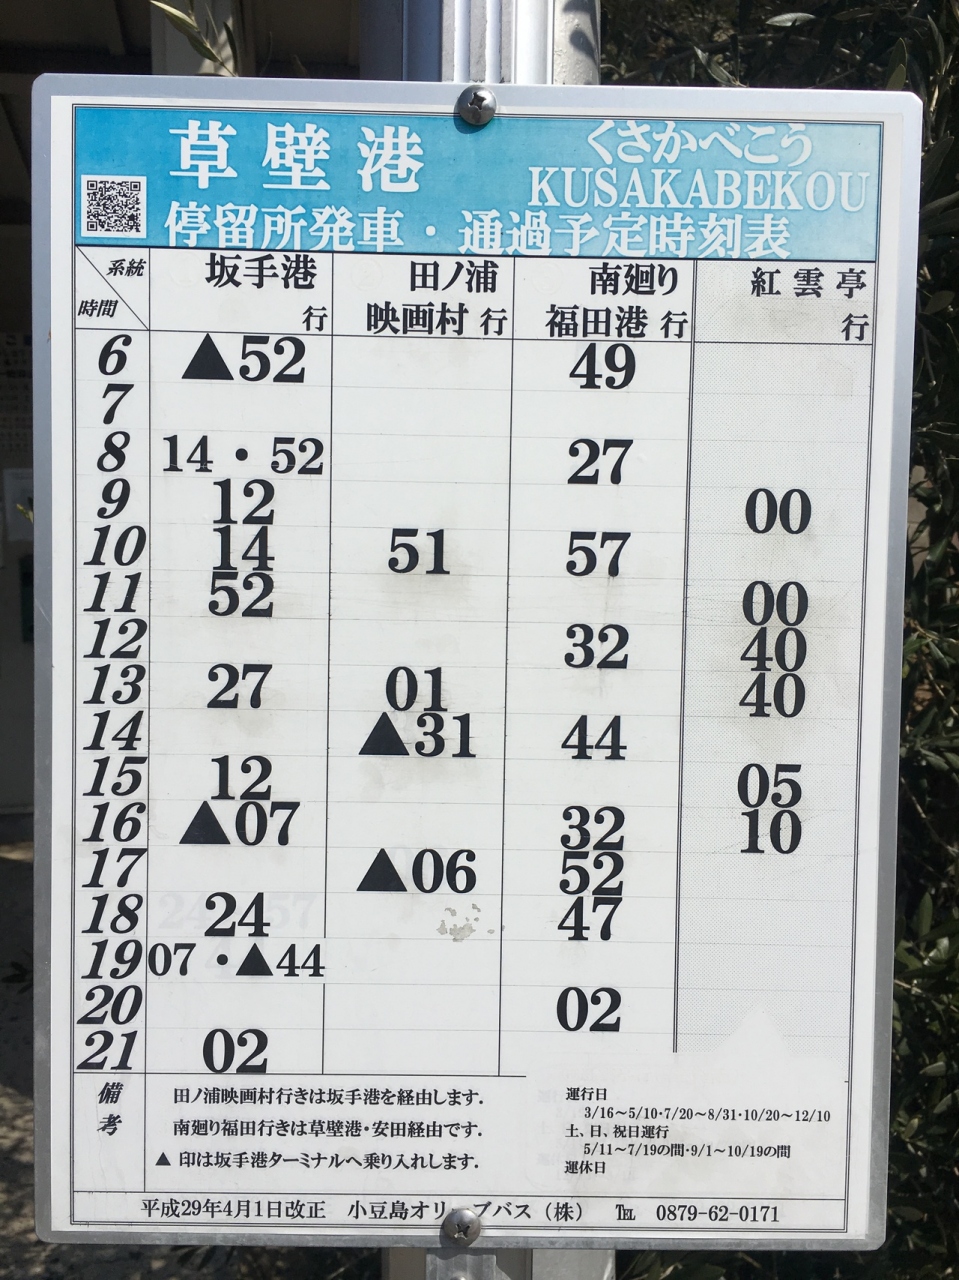 草壁港
くさかべこう
KUSAKABEKOU
停留所発車・通過予定時刻表
系統 坂手港 田ノ浦 南廻り 紅雲亭
時間 行 映画村 行 福田港 行 行
6 ▲52 49
7
8 14・52 27
9 12 00
10 14 51 57
11 52 00
12 32 40
13 27 01 40
14 ▲31 44
15 12 05
16 ▲07 32 10
17 ▲06 52
18 24 47
19 07・▲44
20 02
21 02
備考
田ノ浦映画村行きは坂手港を経由します.
南廻り福田行きは草壁港・安田経由です.
▲ 印は坂手港ターミナルへ乗り入れします.
運行日
3/16～5/10・7/20～8/31・10/20～12/10
土、日、祝日運行
5/11～7/19の間・9/1～10/19の間
運休日
平成29年4月1日改正 小豆島オリーブバス（株） ℡ 0879-62-0171